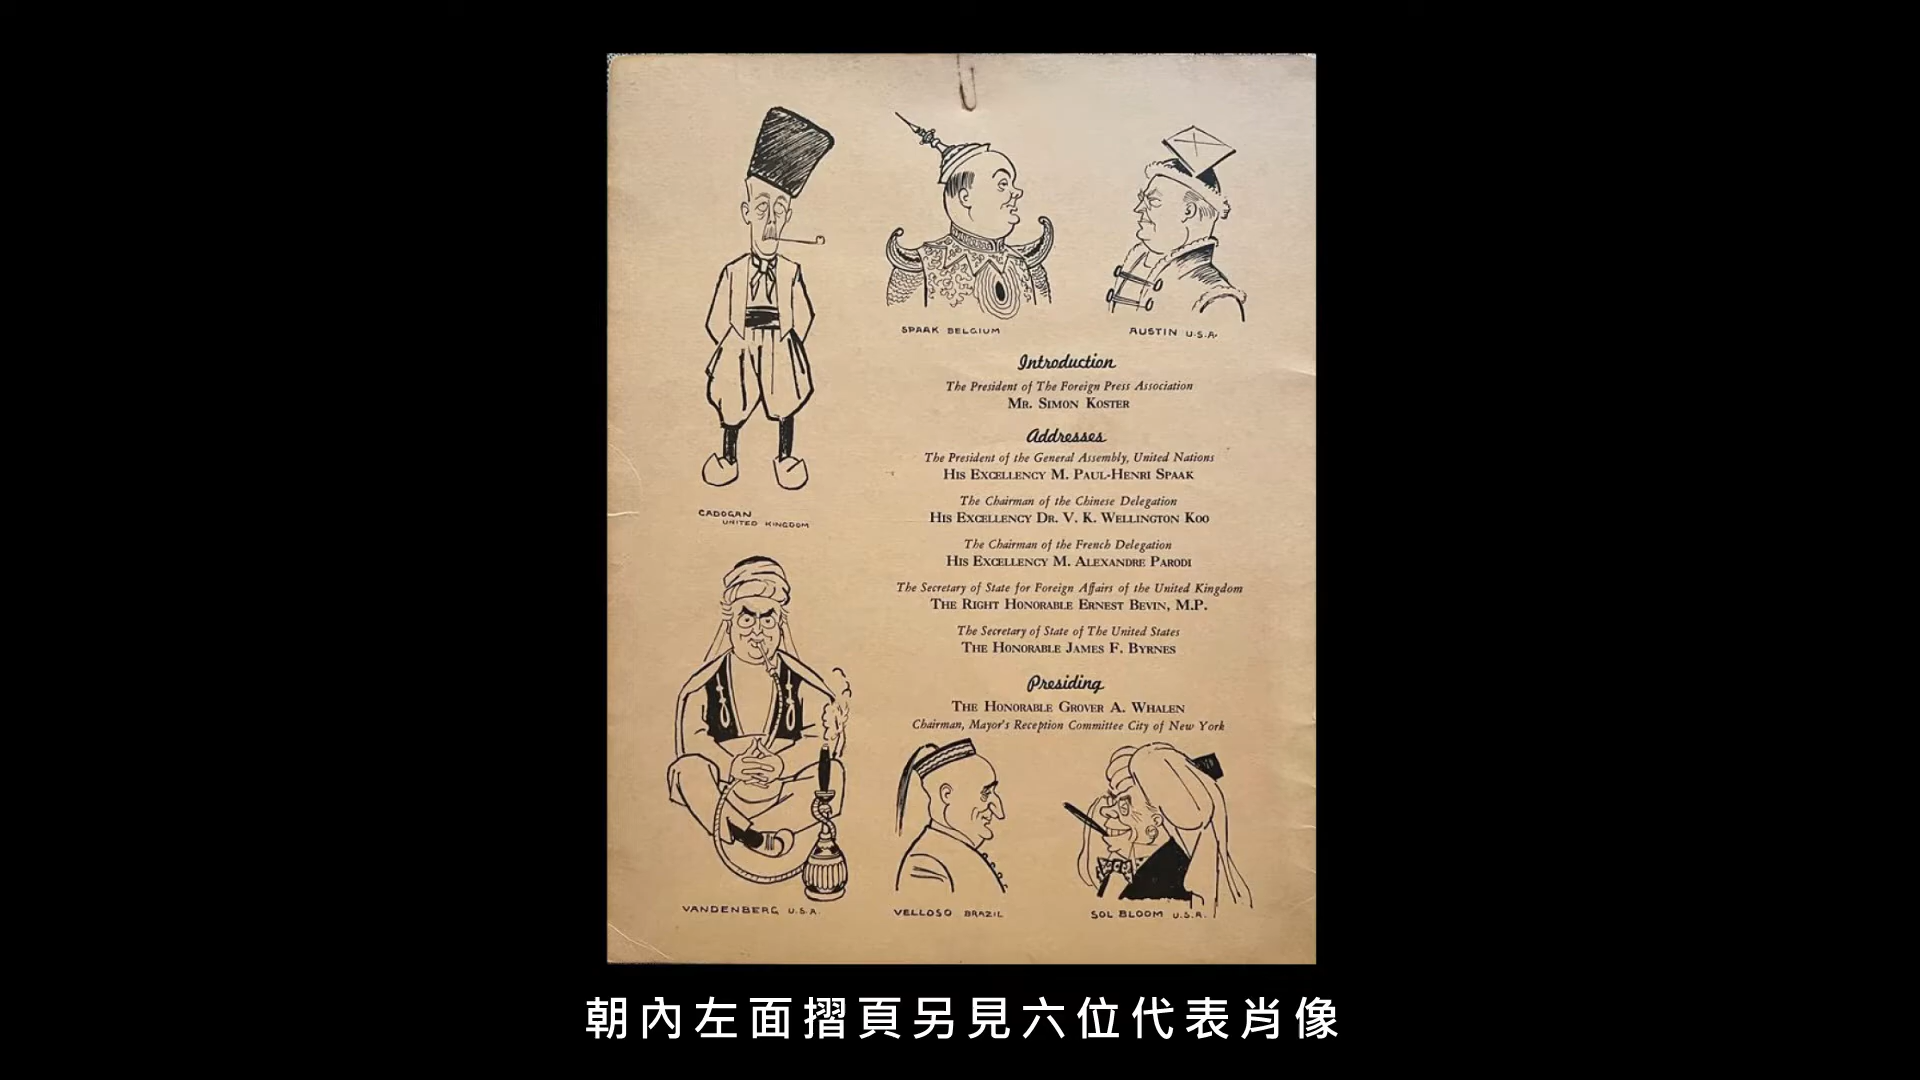 SPAAK BELGIUM
AUSTIN U.S.A.
Introduction
The President of The Foreign Press Association
MR. SIMON KOSTER
Addresses
The President of the General Assembly, United Nations
HIS EXCELLENCY M. PAUL-HENRI SPAAK
The Chairman of the Chinese Delegation
HIS EXCELLENCY DR. V. K. WELLINGTON KOO
CADOGAN
UNITED KINGDOM
The Chairman of the French Delegation
HIS EXCELLENCY M. ALEXANDRE PARODI
The Secretary of State for Foreign Affairs of the United Kingdom
THE RIGHT HONORABLE ERNEST BEVIN, M.P.
The Secretary of State of The United States
THE HONORABLE JAMES F. BYRNES
Presiding
THE HONORABLE GROVER A. WHALEN
Chairman, Mayor's Reception Committee City of New York
VANDENBERG U.S.A.
VELLOSO BRAZIL
SOL BLOOM U.S.A.
朝內左面摺頁另見六位代表肖像